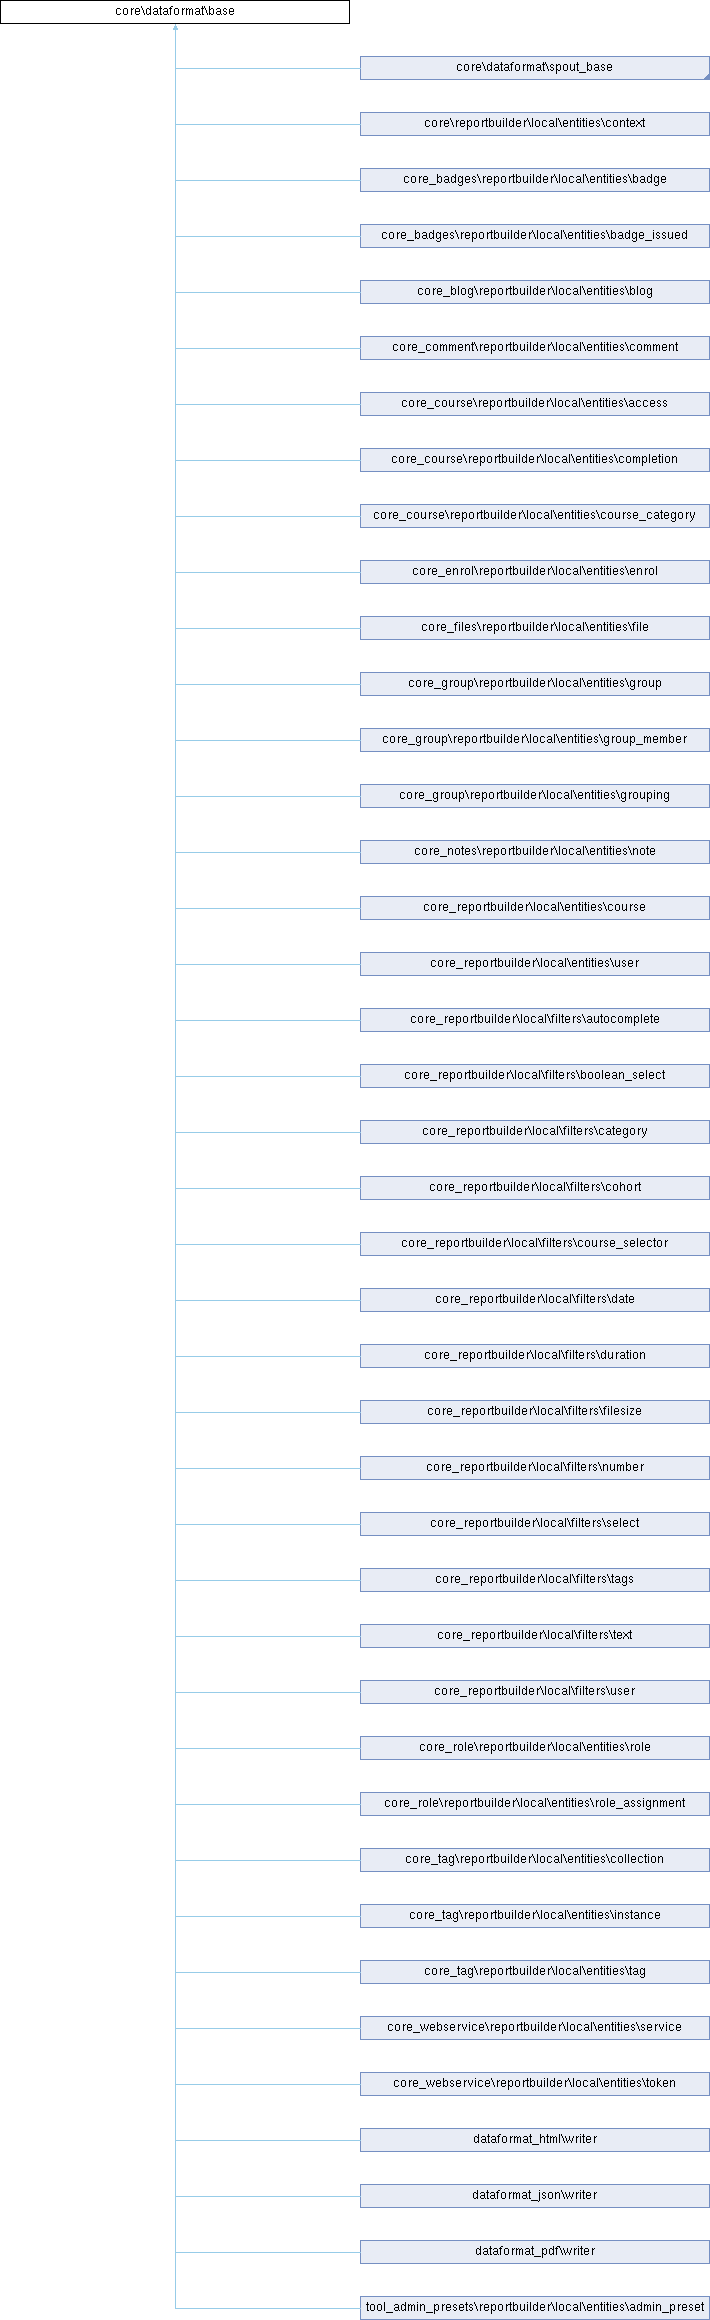 core\dataformat\base
core\dataformat\spout_base
core\reportbuilder\local\entities\context
core_badges\reportbuilder\local\entities\badge
core_badges\reportbuilder\local\entities\badge_issued
core_blog\reportbuilder\local\entities\blog
core_comment\reportbuilder\local\entities\comment
core_course\reportbuilder\local\entities\access
core_course\reportbuilder\local\entities\completion
core_course\reportbuilder\local\entities\course_category
core_enrol\reportbuilder\local\entities\enrol
core_files\reportbuilder\local\entities\file
core_group\reportbuilder\local\entities\group
core_group\reportbuilder\local\entities\group_member
core_group\reportbuilder\local\entities\grouping
core_notes\reportbuilder\local\entities\note
core_reportbuilder\local\entities\course
core_reportbuilder\local\entities\user
core_reportbuilder\local\filters\autocomplete
core_reportbuilder\local\filters\boolean_select
core_reportbuilder\local\filters\category
core_reportbuilder\local\filters\cohort
core_reportbuilder\local\filters\course_selector
core_reportbuilder\local\filters\date
core_reportbuilder\local\filters\duration
core_reportbuilder\local\filters\filesize
core_reportbuilder\local\filters\number
core_reportbuilder\local\filters\select
core_reportbuilder\local\filters\tags
core_reportbuilder\local\filters\text
core_reportbuilder\local\filters\user
core_role\reportbuilder\local\entities\role
core_role\reportbuilder\local\entities\role_assignment
core_tag\reportbuilder\local\entities\collection
core_tag\reportbuilder\local\entities\instance
core_tag\reportbuilder\local\entities\tag
core_webservice\reportbuilder\local\entities\service
core_webservice\reportbuilder\local\entities\token
dataformat_html\writer
dataformat_json\writer
dataformat_pdf\writer
tool_admin_presets\reportbuilder\local\entities\admin_preset